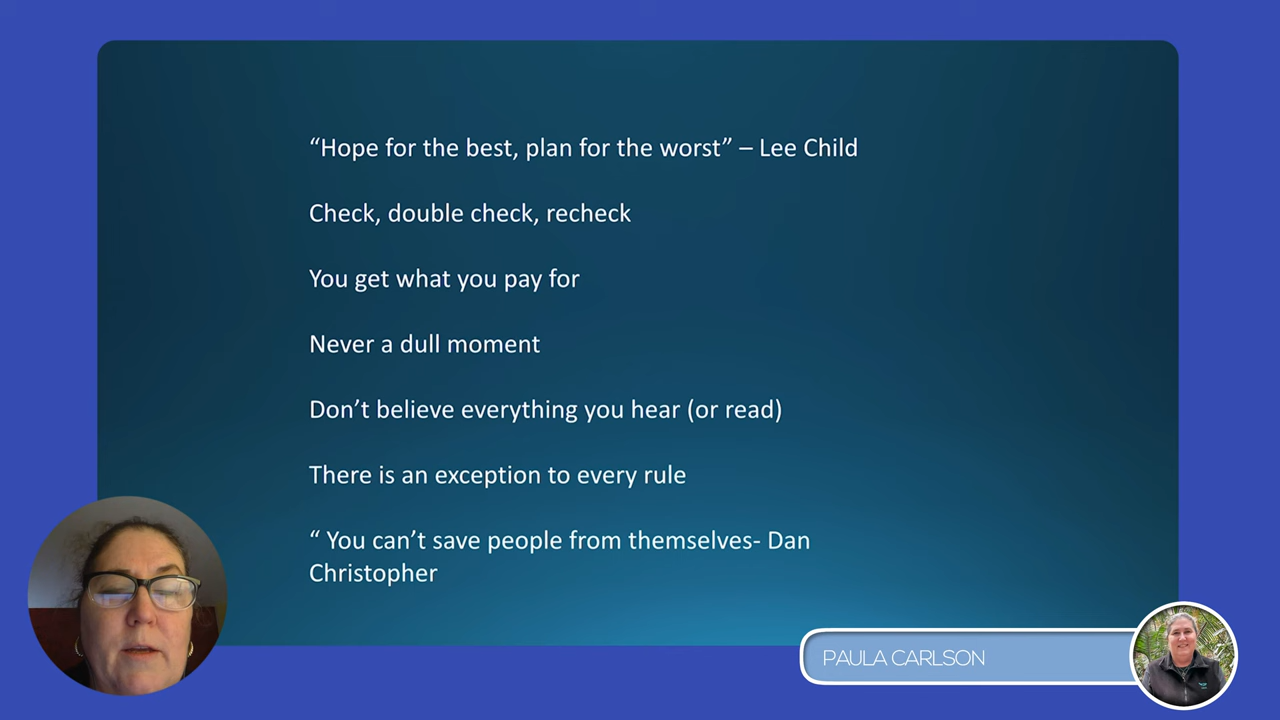 “Hope for the best, plan for the worst” – Lee Child
Check, double check, recheck
You get what you pay for
Never a dull moment
Don’t believe everything you hear (or read)
There is an exception to every rule
“ You can’t save people from themselves- Dan
Christopher
PAULA CARLSON